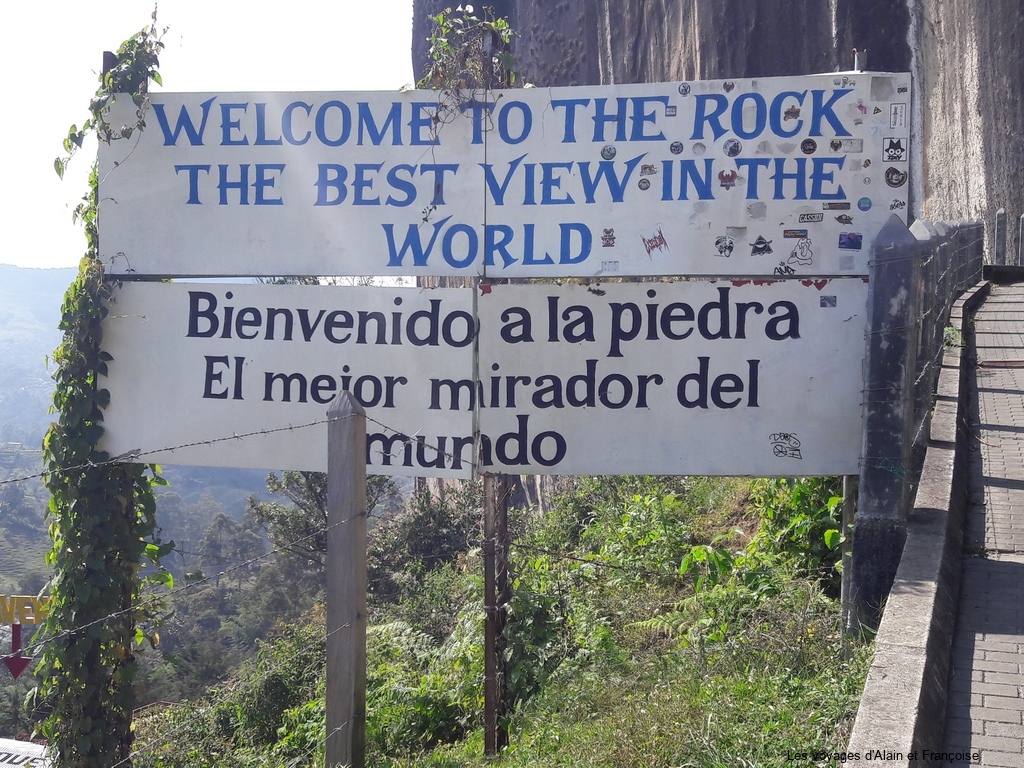 WELCOME TO THE ROCK
THE BEST VIEW IN THE
WORLD
Bienvenido a la piedra
El mejor mirador del
mundo
Les voyages d'Alain et Françoise